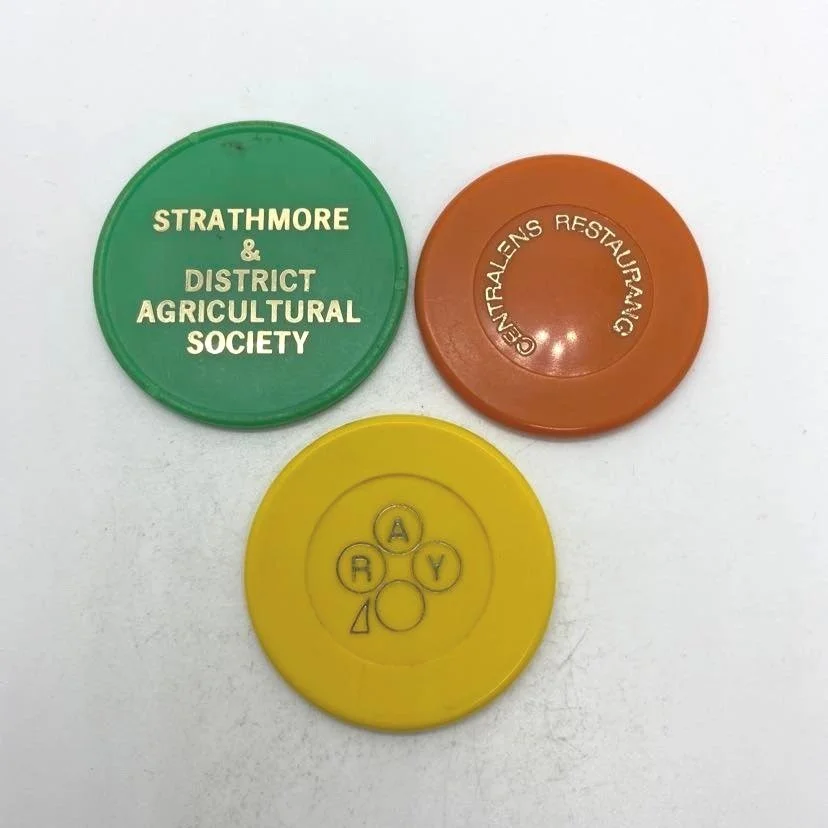 STRATHMORE
&
DISTRICT
AGRICULTURAL
SOCIETY
CENTRALENS RESTAURANG
A
R Y